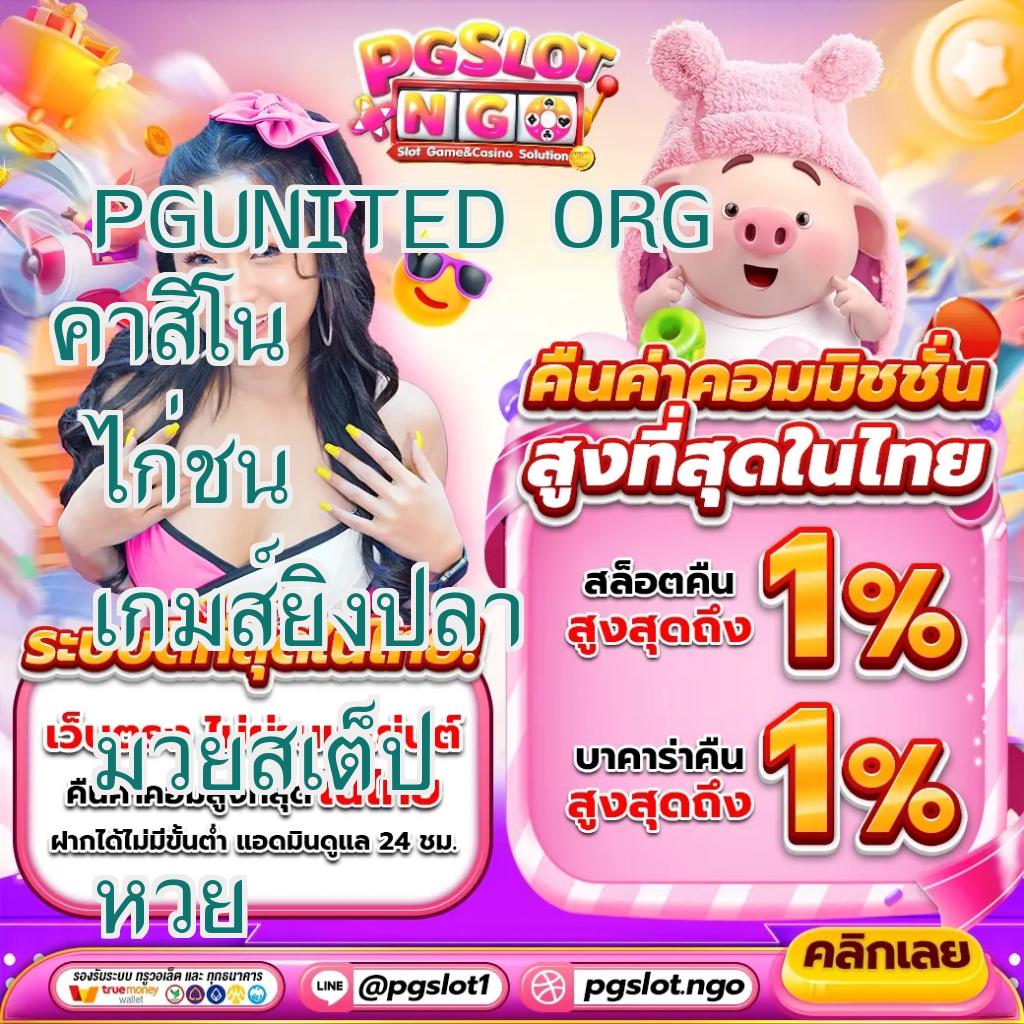 PGSLOT
NGO
Slot Game&Casino Solution
PGUNITED ORG
คาสิโน
ไก่ชน
เกมส์ยิงปลา
มวยสเต็ป
หวย
คืนค่าคอมมิชชั่น
สูงที่สุดในไทย
สล็อตคืน
สูงสุดถึง
1%
บาคาร่าคืน
สูงสุดถึง
1%
ฝากได้ไม่มีขั้นต่ำ แอดมินดูแล 24 ชม.
คลิกเลย
รองรับระบบ ทรูวอเล็ต และ ทุกธนาคาร
truemoney
wallet
LINE @pgslot1
pgslot.ngo